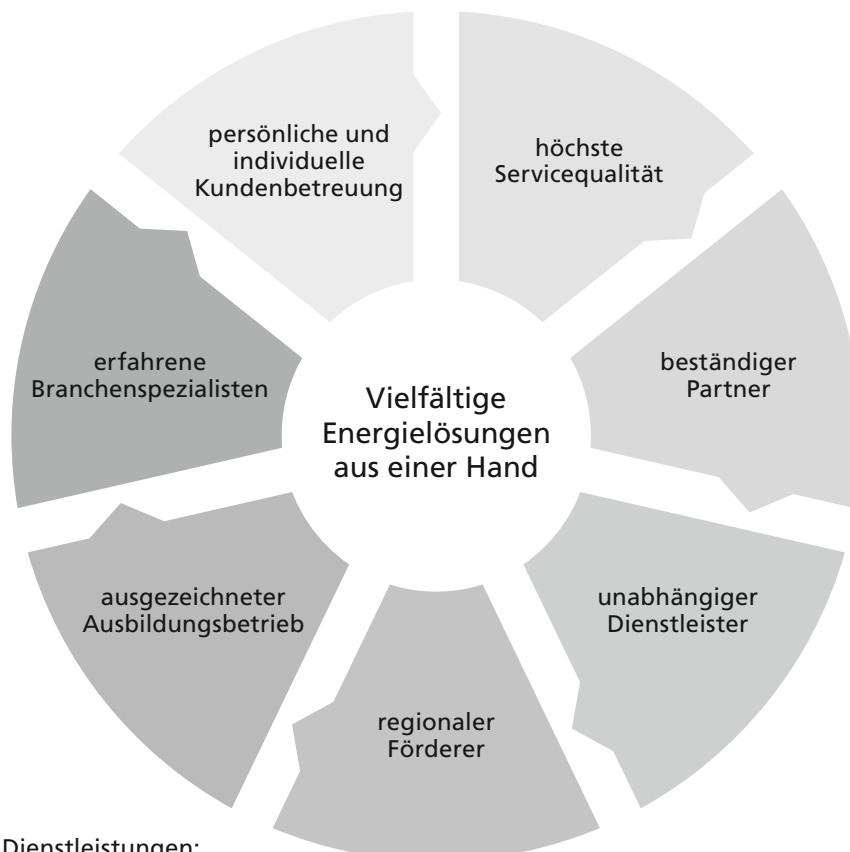 persönliche und
individuelle
Kundenbetreuung
höchste
Servicequalität
beständiger
Partner
unabhängiger
Dienstleister
regionaler
Förderer
ausgezeichneter
Ausbildungsbetrieb
erfahrene
Branchenspezialisten
Vielfältige
Energielösungen
aus einer Hand
Dienstleistungen: